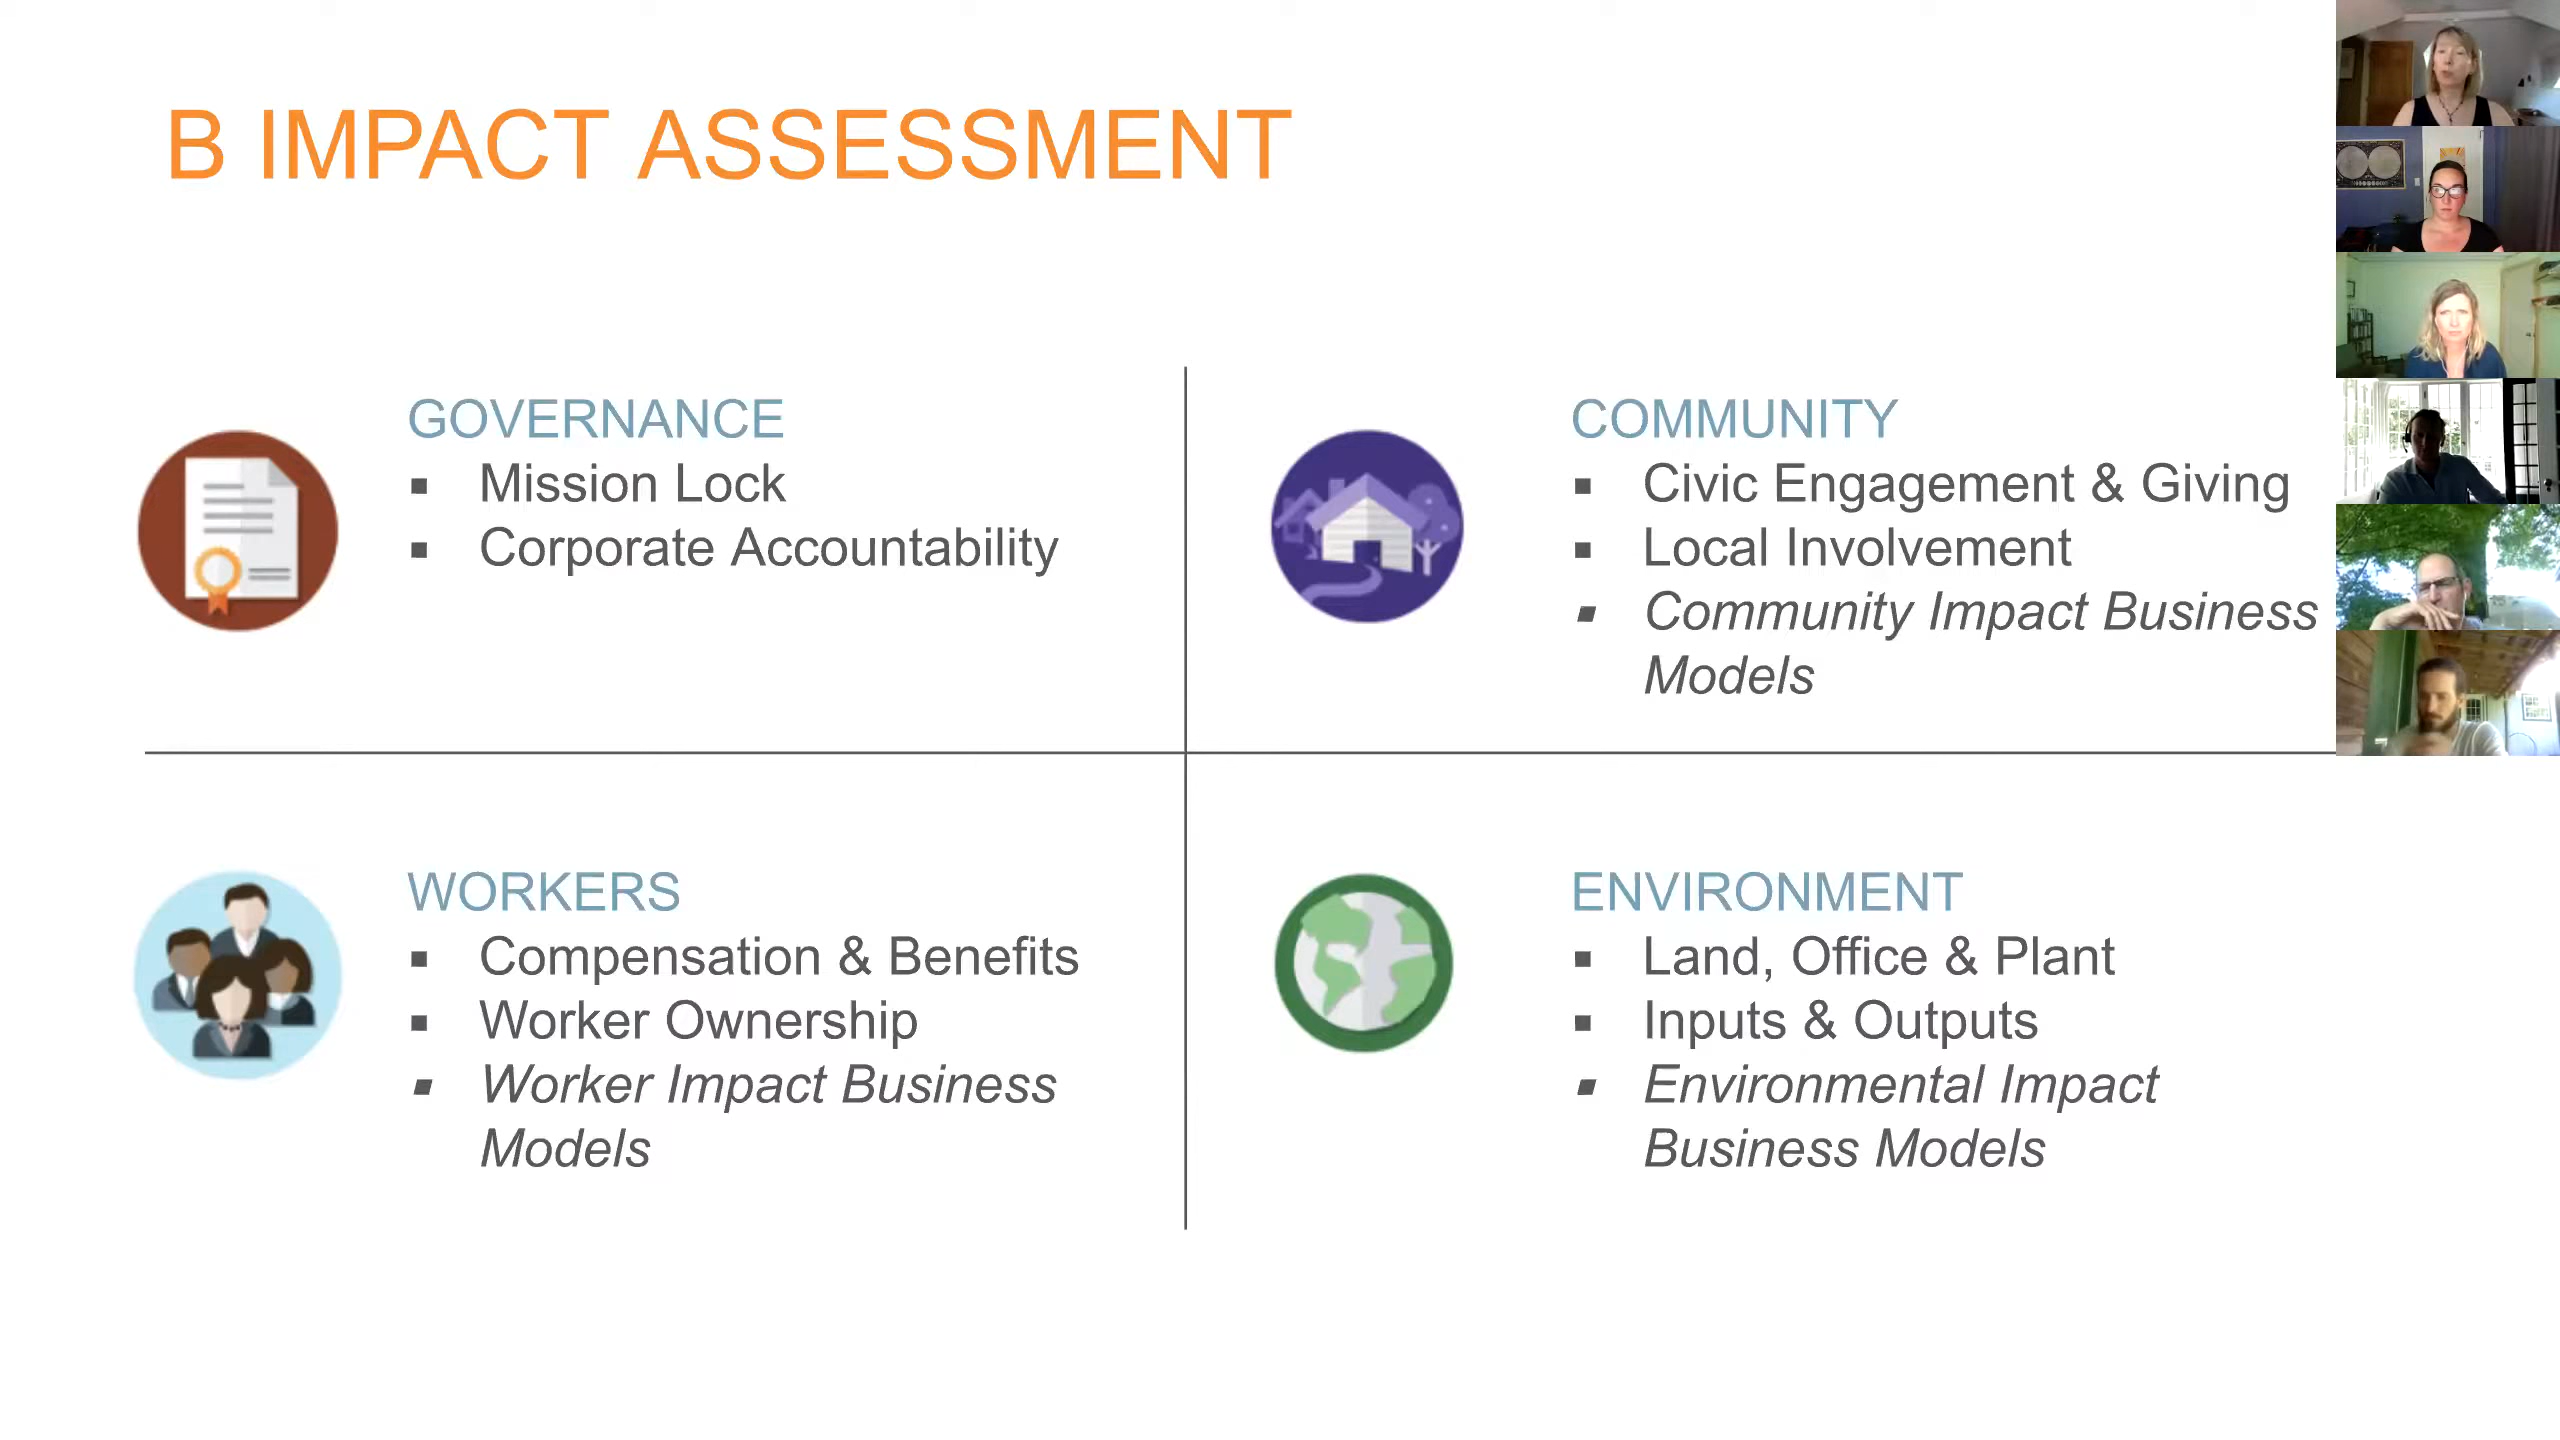 B IMPACT ASSESSMENT
GOVERNANCE
▪ Mission Lock
▪ Corporate Accountability
COMMUNITY
▪ Civic Engagement & Giving
▪ Local Involvement
▪ Community Impact Business
Models
WORKERS
▪ Compensation & Benefits
▪ Worker Ownership
▪ Worker Impact Business
Models
ENVIRONMENT
▪ Land, Office & Plant
▪ Inputs & Outputs
▪ Environmental Impact
Business Models